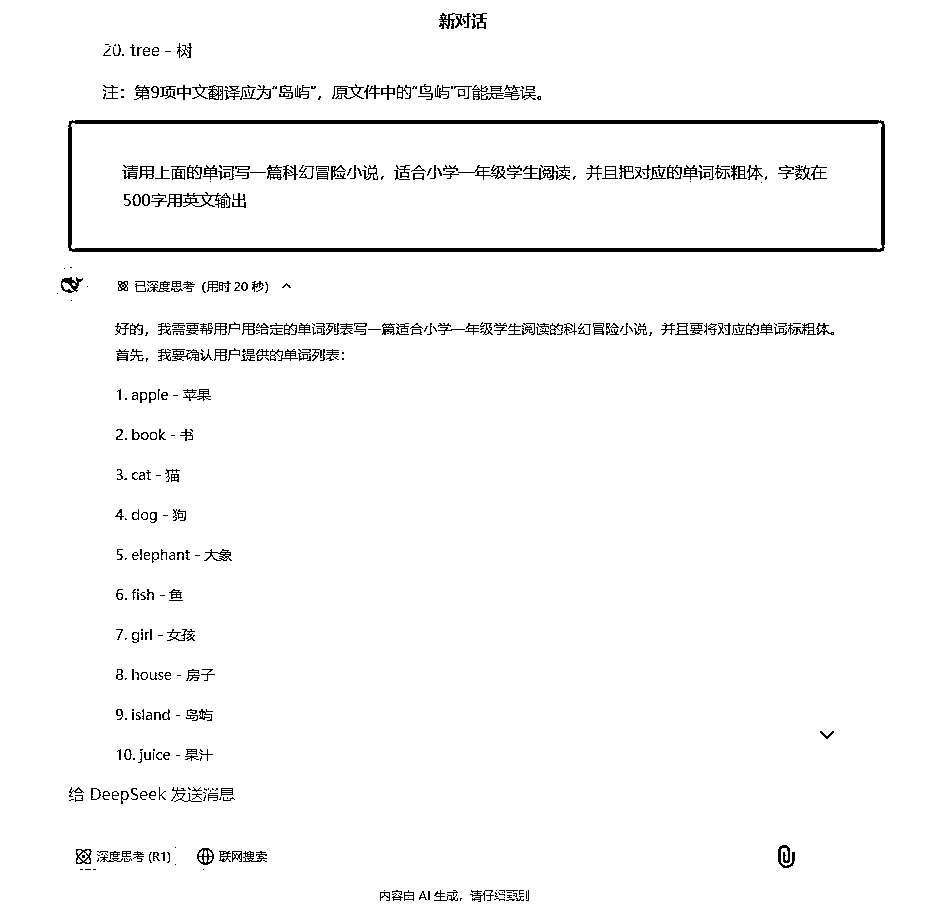 新对话
20. tree - 树
注：第9项中文翻译应为“岛屿”，原文件中的“鸟屿”可能是笔误。
请用上面的单词写一篇科幻冒险小说，适合小学一年级学生阅读，并且把对应的单词标粗体，字数在
500字用英文输出
已深度思考（用时 20 秒）
好的，我需要帮用户用给定的单词列表写一篇适合小学一年级学生阅读的科幻冒险小说，并且要将对应的单词标粗体。
首先，我要确认用户提供的单词列表：
1. apple - 苹果
2. book - 书
3. cat - 猫
4. dog - 狗
5. elephant - 大象
6. fish - 鱼
7. girl - 女孩
8. house - 房子
9. island - 岛屿
10. juice - 果汁
给 DeepSeek 发送消息
深度思考 (R1)
联网搜索
内容由 AI 生成，请仔细甄别